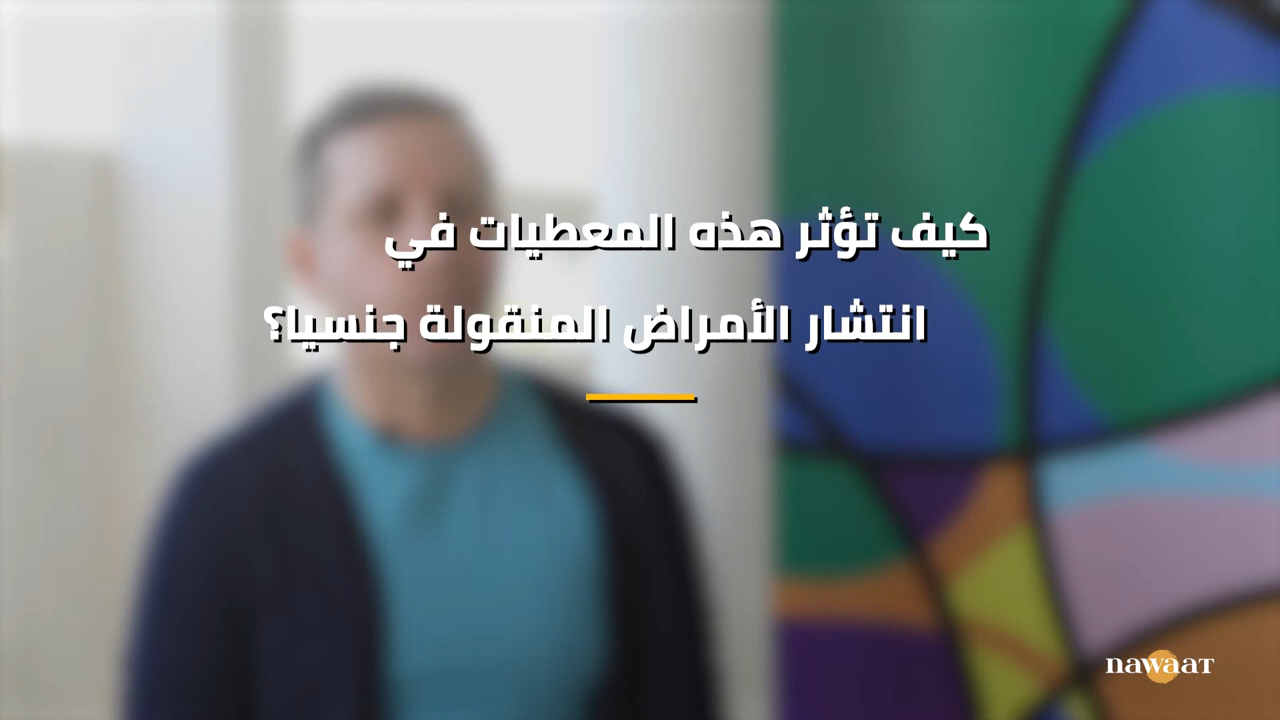 كيف تؤثر هذه المعطيات في
انتشار الأمراض المنقولة جنسيا؟
nawaat